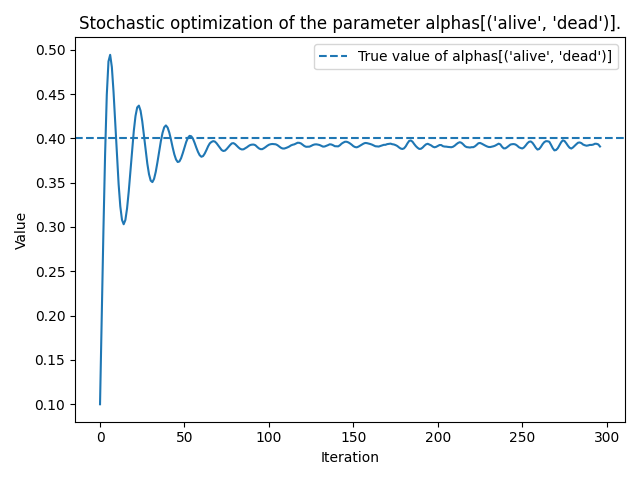 Stochastic optimization of the parameter alphas[('alive', 'dead')].
True value of alphas[('alive', 'dead')]
0.50
0.45
0.40
0.35
0.30
0.25
0.20
0.15
0.10
Value
0 50 100 150 200 250 300
Iteration